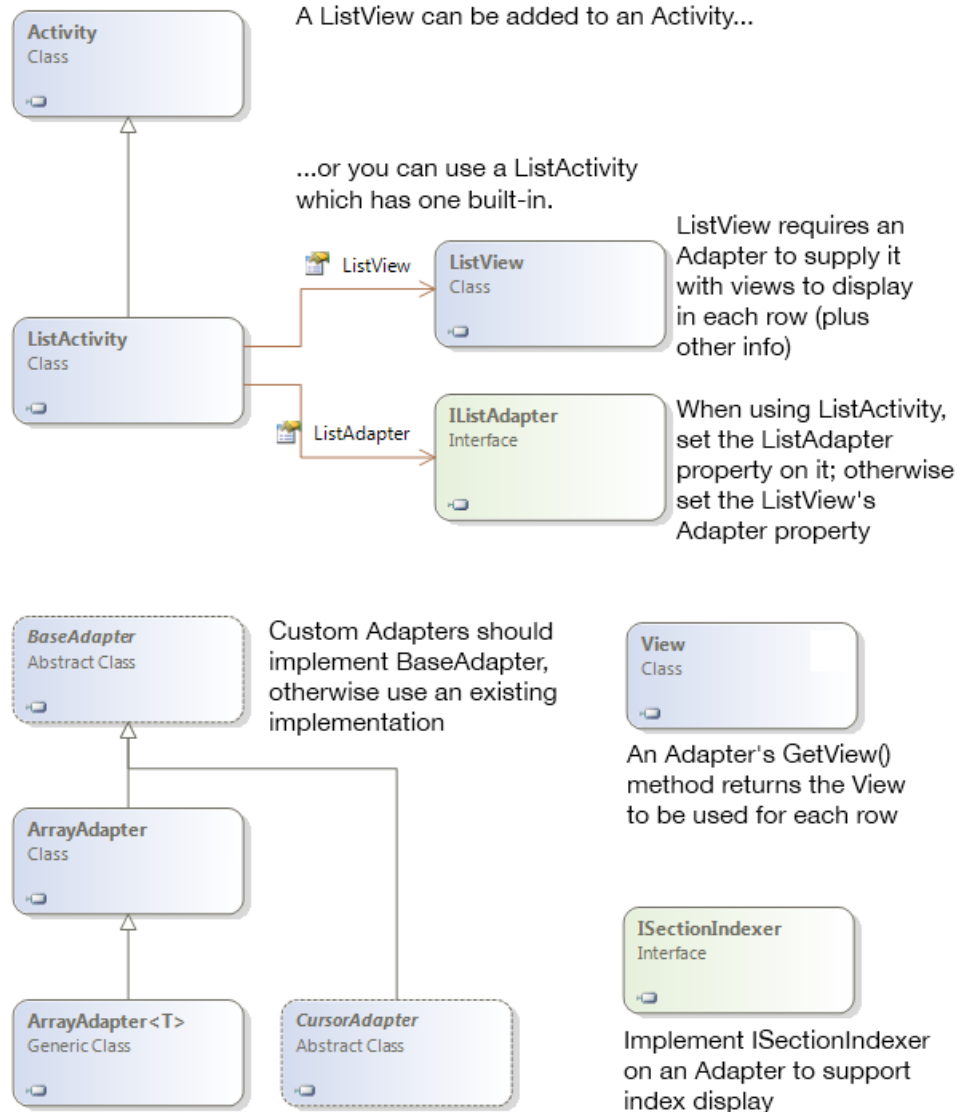 Activity
Class
A ListView can be added to an Activity...
...or you can use a ListActivity
which has one built-in.
ListView
ListView
Class
ListView requires an
Adapter to supply it
with views to display
in each row (plus
other info)
ListActivity
Class
ListAdapter
IListAdapter
Interface
When using ListActivity,
set the ListAdapter
property on it; otherwise
set the ListView's
Adapter property
BaseAdapter
Abstract Class
Custom Adapters should
implement BaseAdapter,
otherwise use an existing
implementation
View
Class
An Adapter's GetView()
method returns the View
to be used for each row
ArrayAdapter
Class
ISectionIndexer
Interface
Implement ISectionIndexer
on an Adapter to support
index display
ArrayAdapter<T>
Generic Class
CursorAdapter
Abstract Class